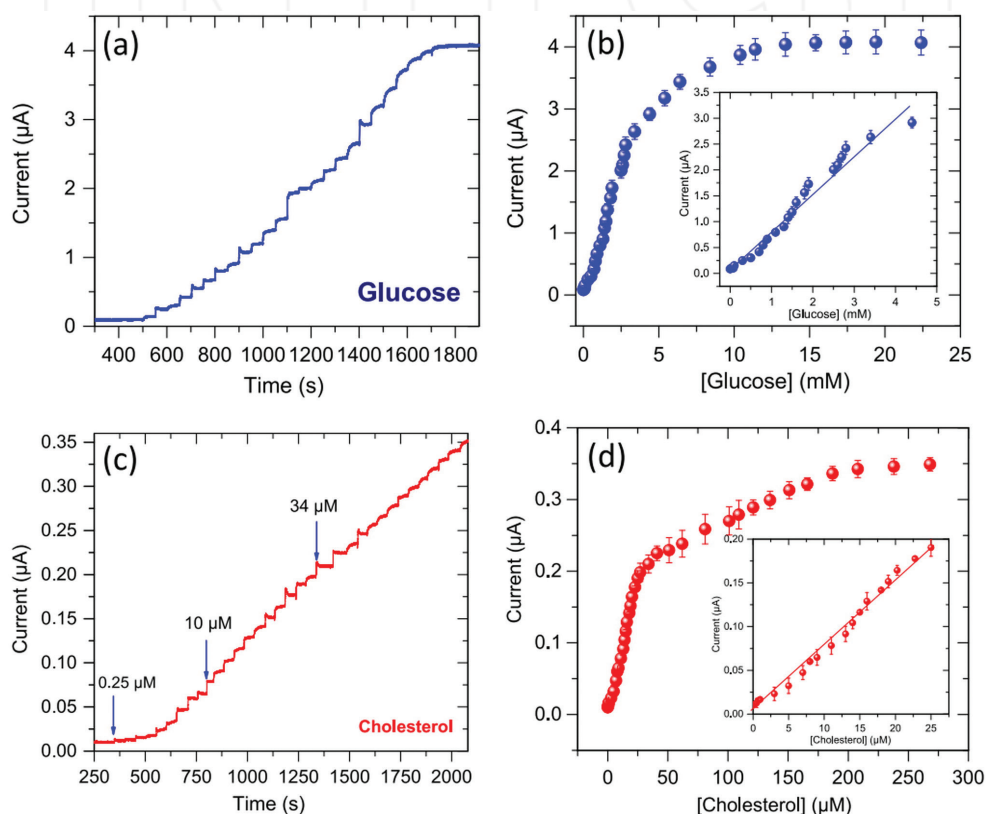 (a)
Current (µA)
4
3
2
1
0
Glucose
400 600 800 1000 1200 1400 1600 1800
Time (s)
(b)
Current (µA)
4
3
2
1
0
0 5 10 15 20 25
[Glucose] (mM)
Current (µA)
3.5
3.0
2.5
2.0
1.5
1.0
0.5
0.0
0 1 2 3 4 5
[Glucose] (mM)
(c)
Current (µA)
0.35
0.30
0.25
0.20
0.15
0.10
0.05
0.00
34 µM
10 µM
0.25 µM
Cholesterol
250 500 750 1000 1250 1500 1750 2000
Time (s)
(d)
Current (µA)
0.4
0.3
0.2
0.1
0.0
0 50 100 150 200 250 300
[Cholesterol] (µM)
Current (µA)
0.20
0.15
0.10
0.05
0.00
0 5 10 15 20 25
[Cholesterol] (µM)